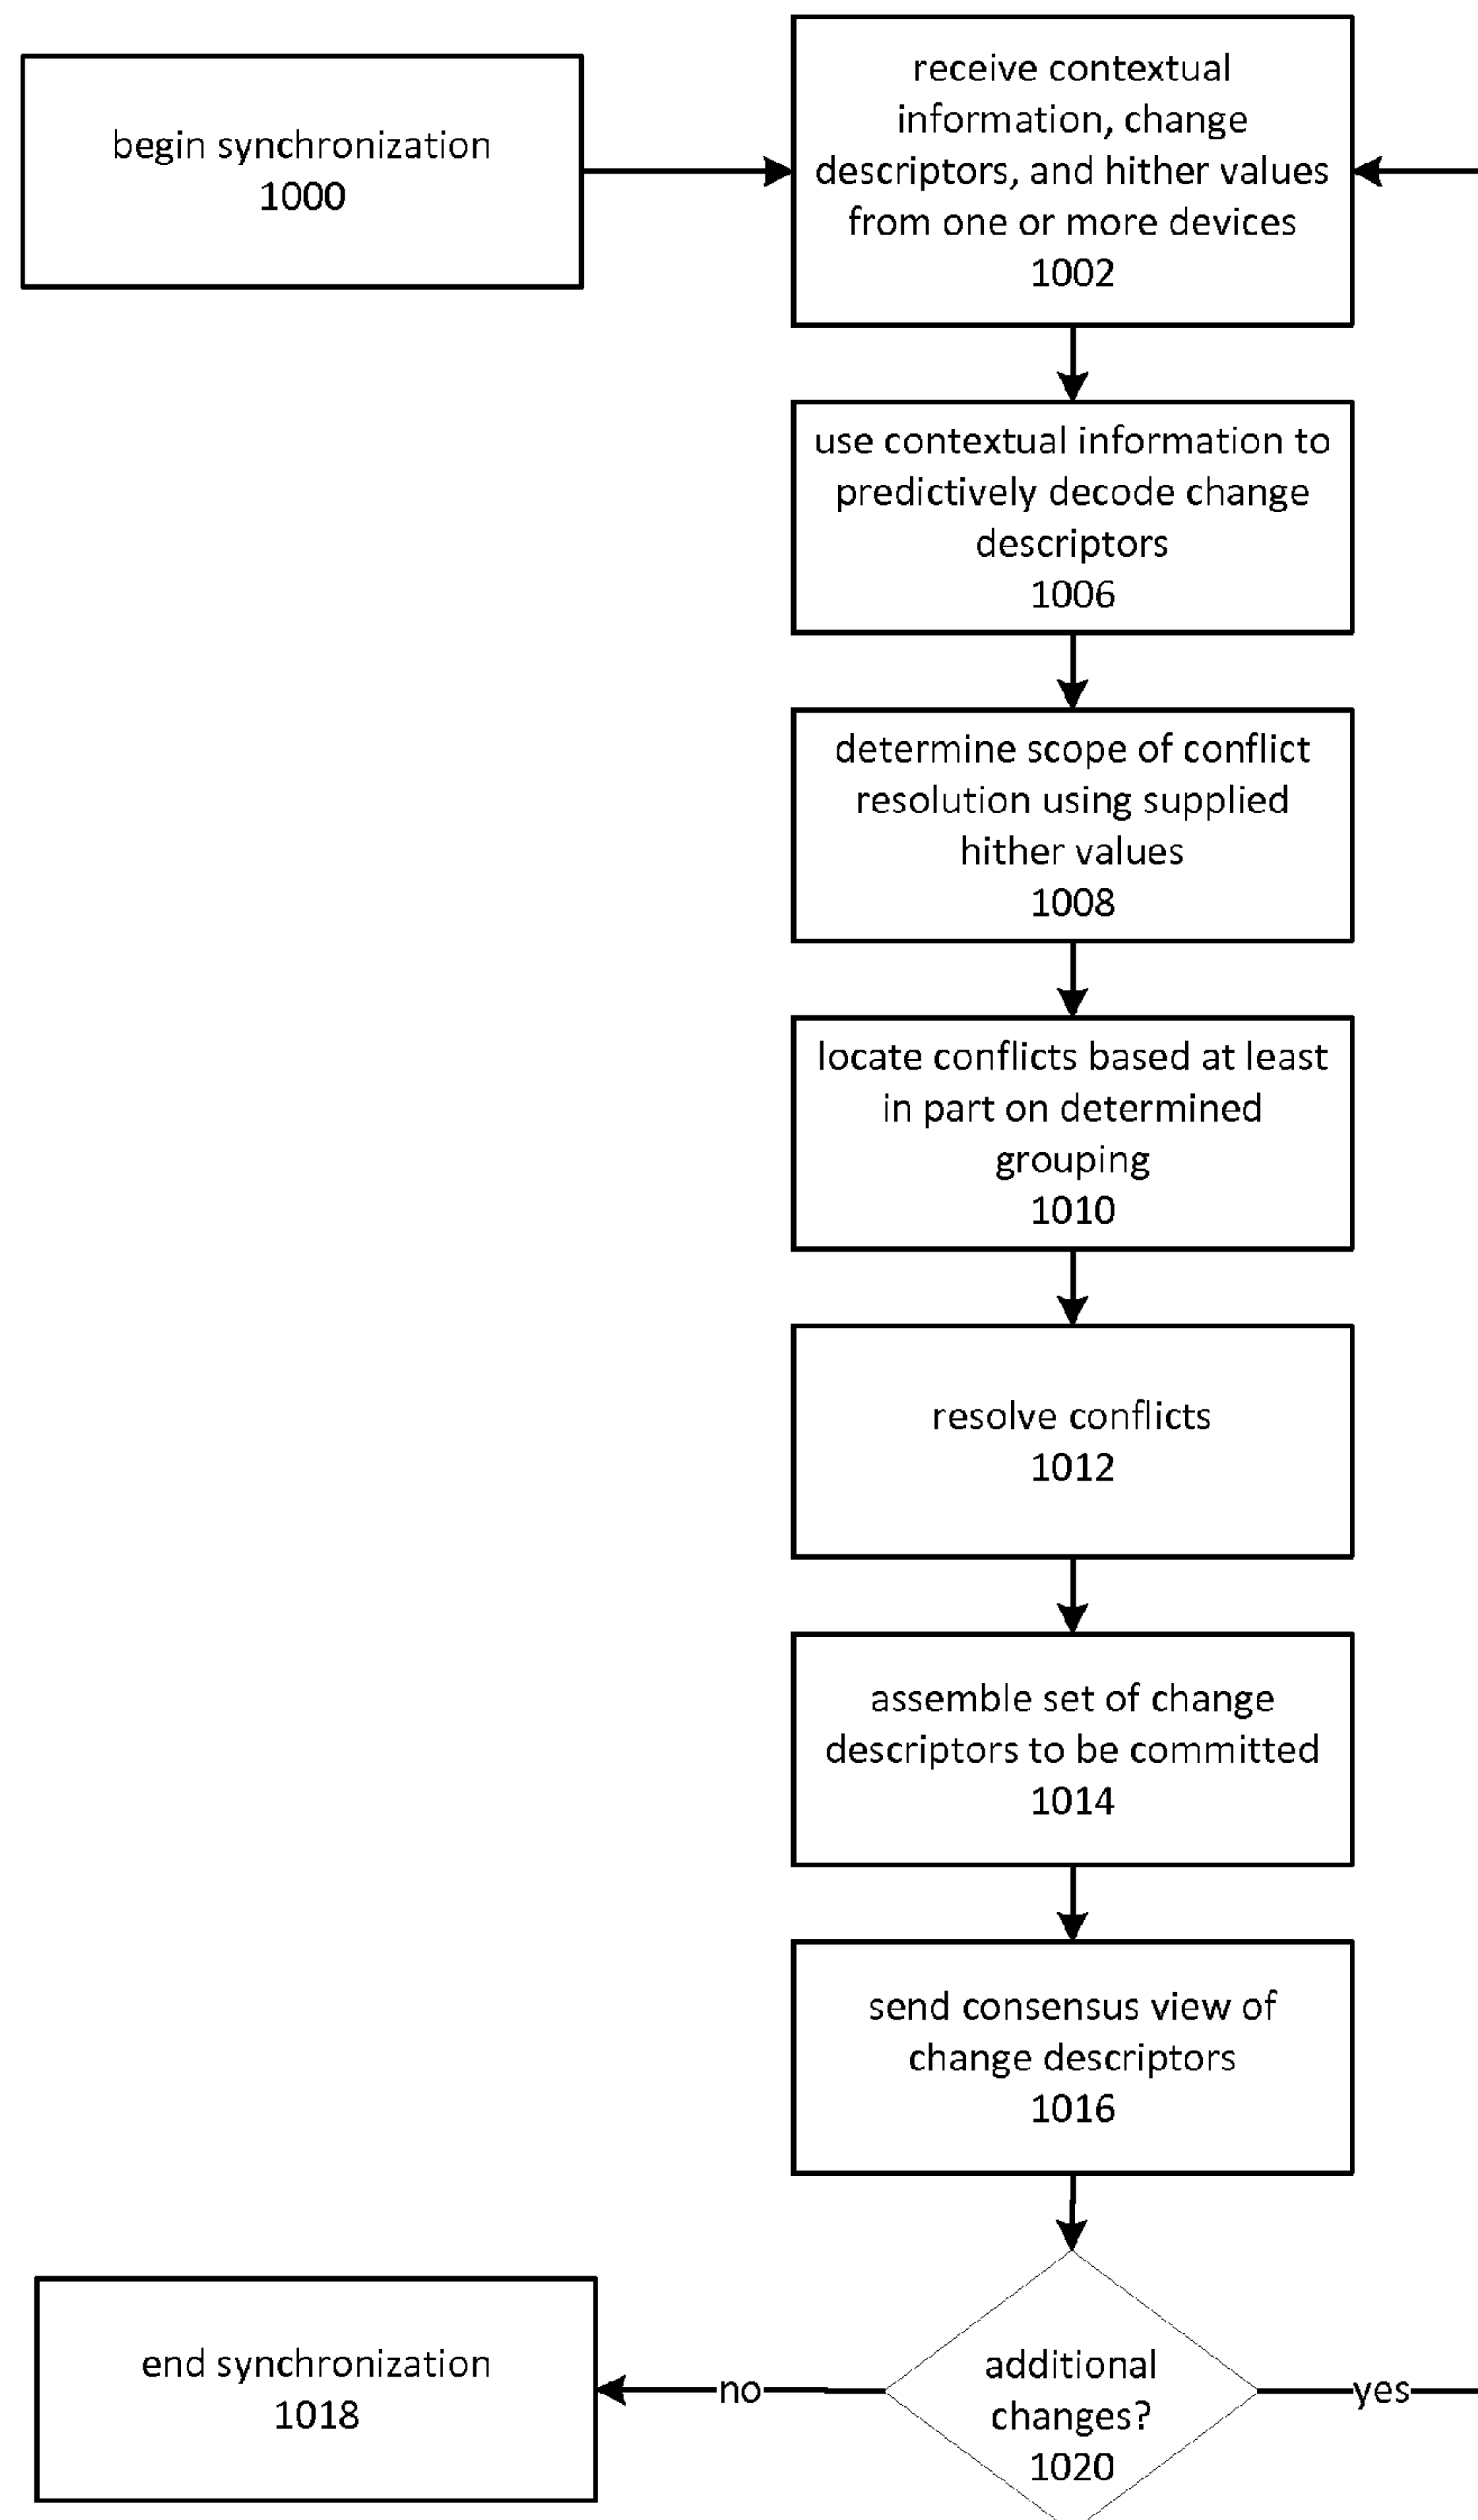 begin synchronization
1000
receive contextual
information, change
descriptors, and hither values
from one or more devices
1002
use contextual information to
predictively decode change
descriptors
1006
determine scope of conflict
resolution using supplied
hither values
1008
locate conflicts based at least
in part on determined
grouping
1010
resolve conflicts
1012
assemble set of change
descriptors to be committed
1014
send consensus view of
change descriptors
1016
additional
changes?
1020
no
yes
end synchronization
1018